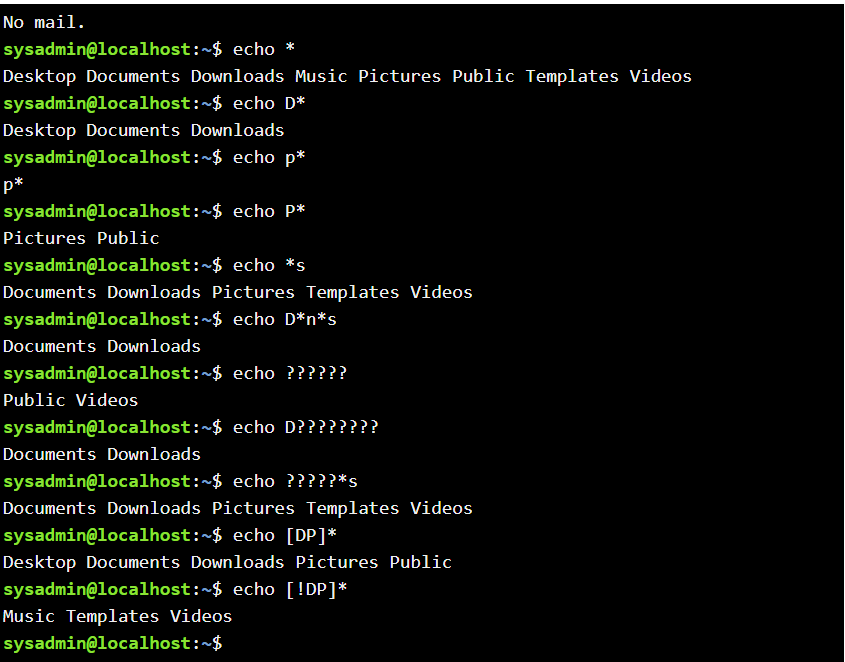 No mail.
sysadmin@localhost:~$ echo *
Desktop Documents Downloads Music Pictures Public Templates Videos
sysadmin@localhost:~$ echo D*
Desktop Documents Downloads
sysadmin@localhost:~$ echo p*
p*
sysadmin@localhost:~$ echo P*
Pictures Public
sysadmin@localhost:~$ echo *s
Documents Downloads Pictures Templates Videos
sysadmin@localhost:~$ echo D*n*s
Documents Downloads
sysadmin@localhost:~$ echo ??????
Public Videos
sysadmin@localhost:~$ echo D????????
Documents Downloads
sysadmin@localhost:~$ echo ?????*s
Documents Downloads Pictures Templates Videos
sysadmin@localhost:~$ echo [DP]*
Desktop Documents Downloads Pictures Public
sysadmin@localhost:~$ echo [!DP]*
Music Templates Videos
sysadmin@localhost:~$